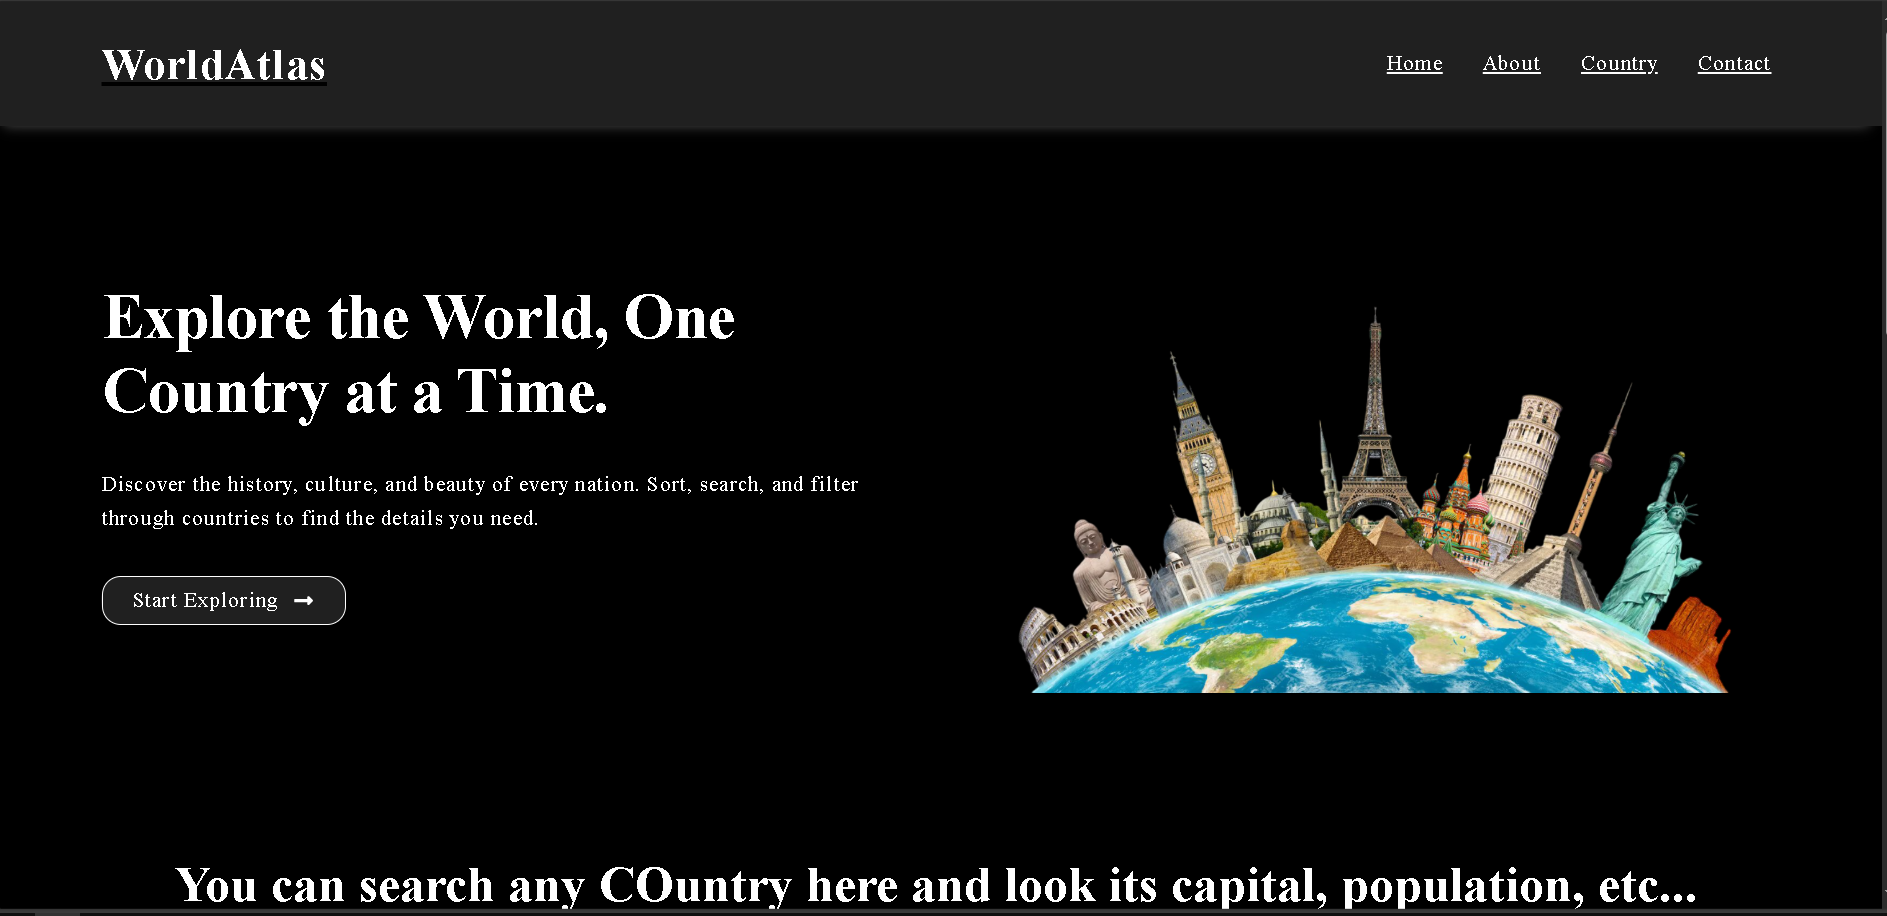 WorldAtlas
Home About Country Contact
Explore the World, One
Country at a Time.
Discover the history, culture, and beauty of every nation. Sort, search, and filter
through countries to find the details you need.
Start Exploring
You can search any COuntry here and look its capital, population, etc...